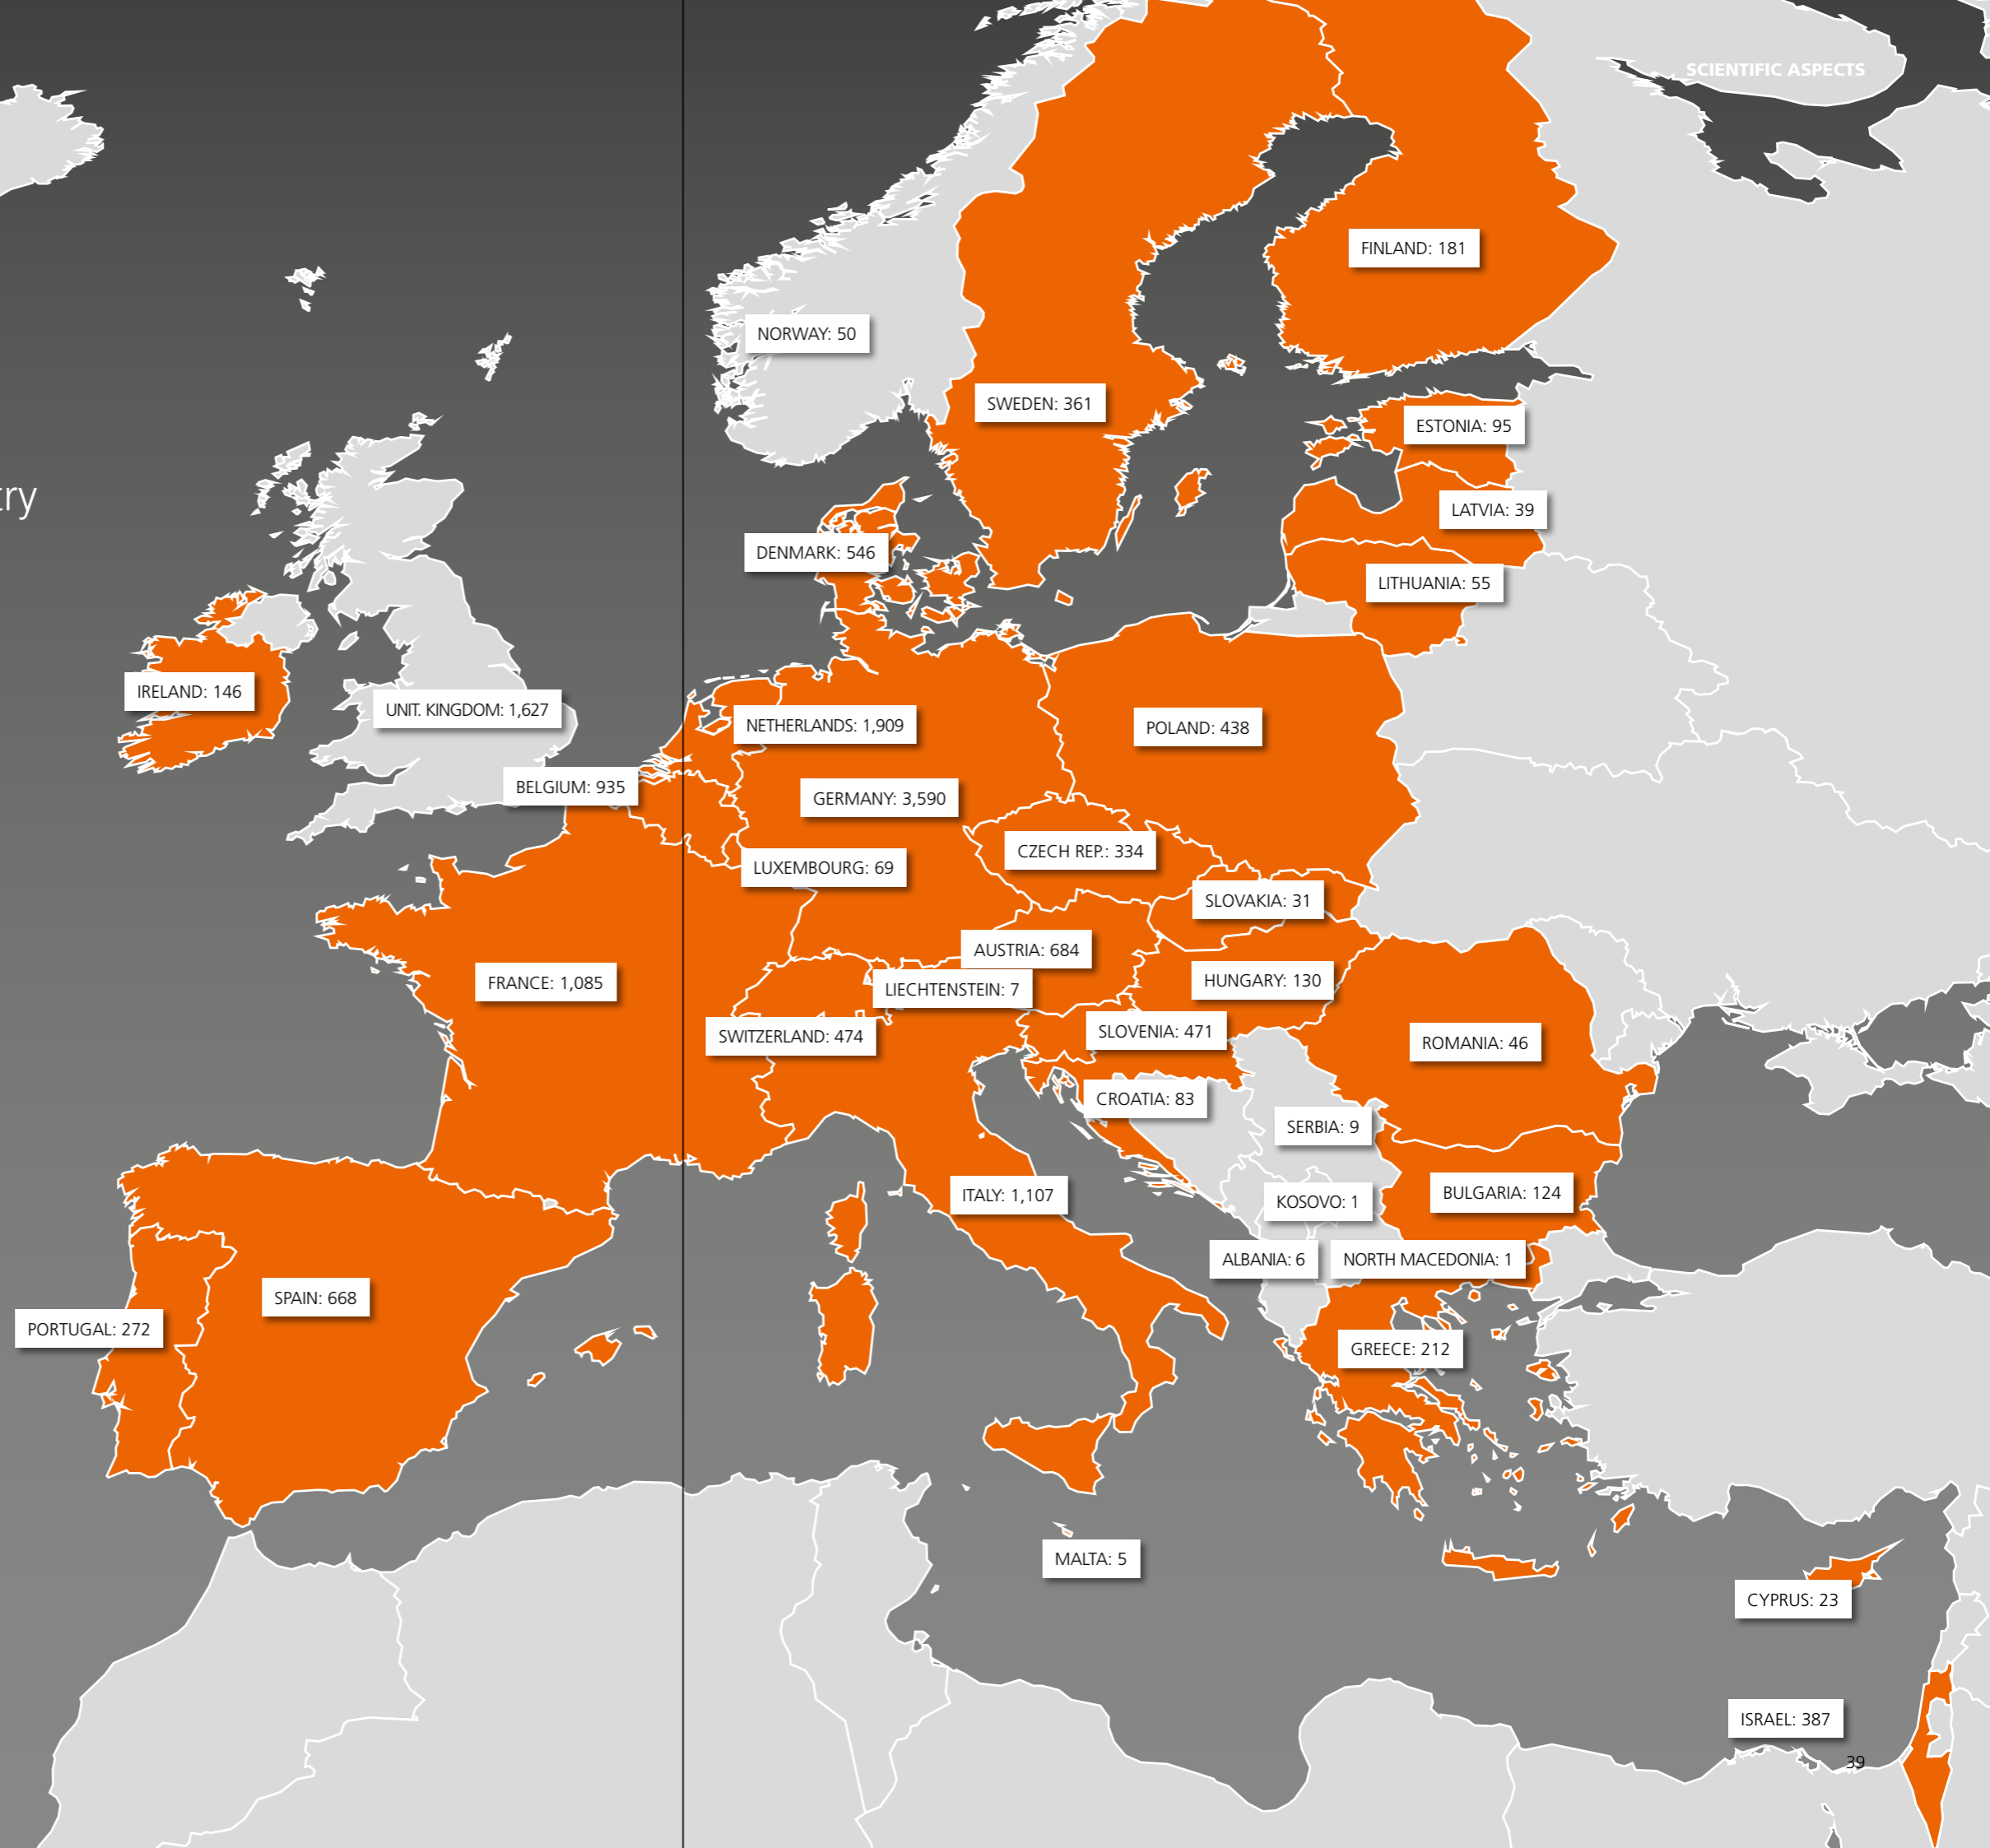 SCIENTIFIC ASPECTS
FINLAND: 181
NORWAY: 50
SWEDEN: 361
ESTONIA: 95
try
LATVIA: 39
DENMARK: 546
LITHUANIA: 55
IRELAND: 146
UNIT. KINGDOM: 1,627
NETHERLANDS: 1,909
POLAND: 438
BELGIUM: 935
GERMANY: 3,590
CZECH REP.: 334
LUXEMBOURG: 69
SLOVAKIA: 31
AUSTRIA: 684
FRANCE: 1,085
HUNGARY: 130
LIECHTENSTEIN: 7
SLOVENIA: 471
SWITZERLAND: 474
ROMANIA: 46
CROATIA: 83
SERBIA: 9
ITALY: 1,107
KOSOVO: 1
BULGARIA: 124
ALBANIA: 6
NORTH MACEDONIA: 1
SPAIN: 668
PORTUGAL: 272
GREECE: 212
MALTA: 5
CYPRUS: 23
ISRAEL: 387
39